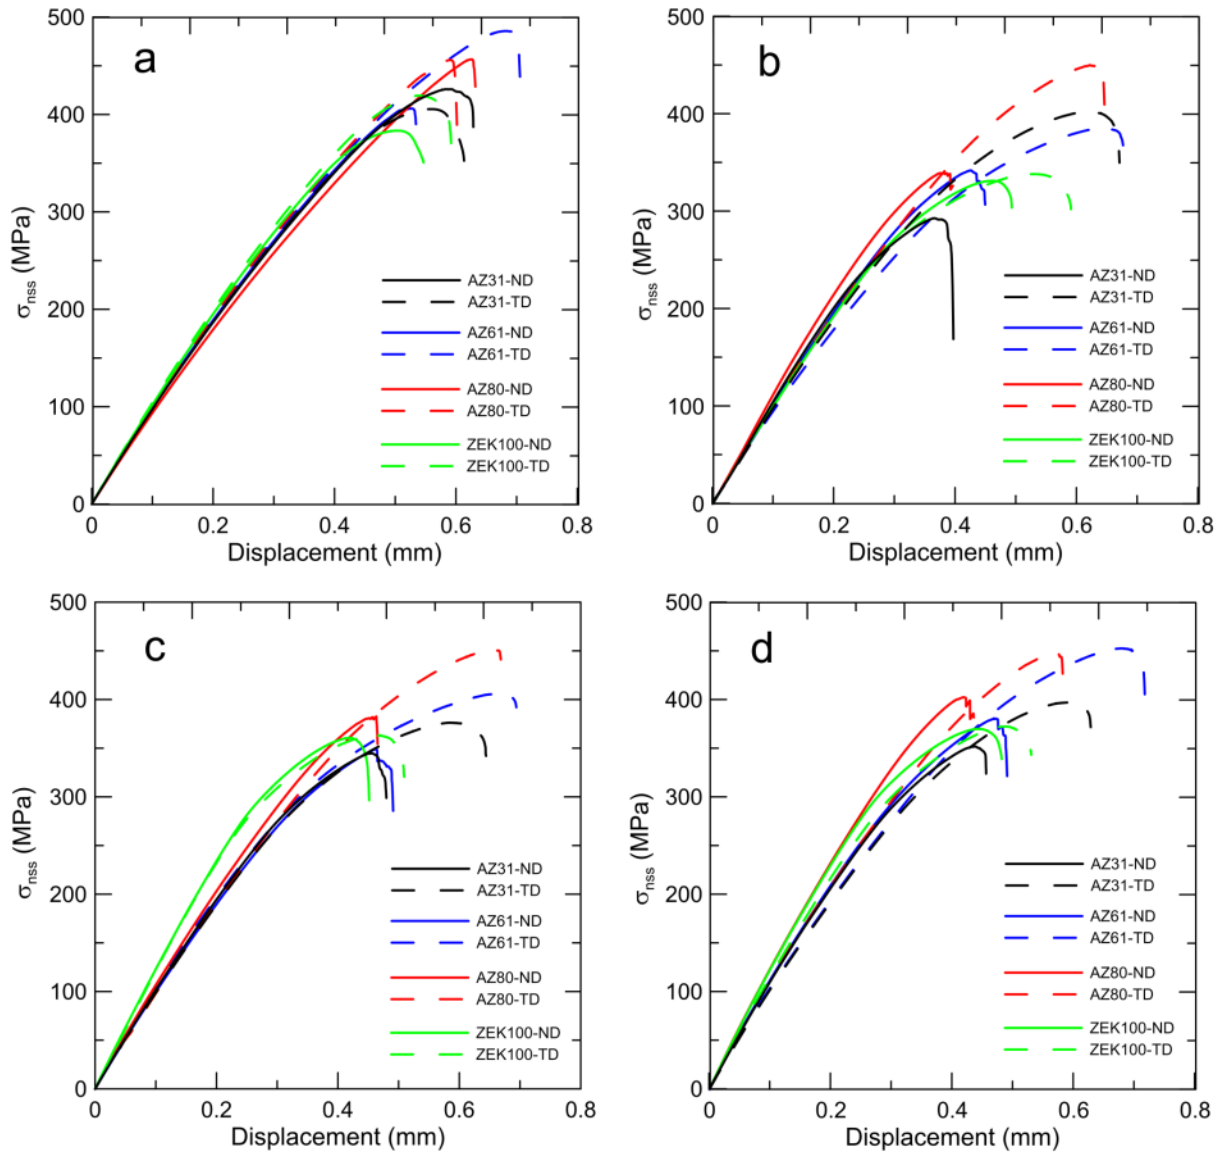 a
500
400
300
200
100
0
σnss (MPa)
AZ31-ND
AZ31-TD
AZ61-ND
AZ61-TD
AZ80-ND
AZ80-TD
ZEK100-ND
ZEK100-TD
0 0.2 0.4 0.6 0.8
Displacement (mm)
b
500
400
300
200
100
0
σnss (MPa)
AZ31-ND
AZ31-TD
AZ61-ND
AZ61-TD
AZ80-ND
AZ80-TD
ZEK100-ND
ZEK100-TD
0 0.2 0.4 0.6 0.8
Displacement (mm)
c
500
400
300
200
100
0
σnss (MPa)
AZ31-ND
AZ31-TD
AZ61-ND
AZ61-TD
AZ80-ND
AZ80-TD
ZEK100-ND
ZEK100-TD
0 0.2 0.4 0.6 0.8
Displacement (mm)
d
500
400
300
200
100
0
σnss (MPa)
AZ31-ND
AZ31-TD
AZ61-ND
AZ61-TD
AZ80-ND
AZ80-TD
ZEK100-ND
ZEK100-TD
0 0.2 0.4 0.6 0.8
Displacement (mm)